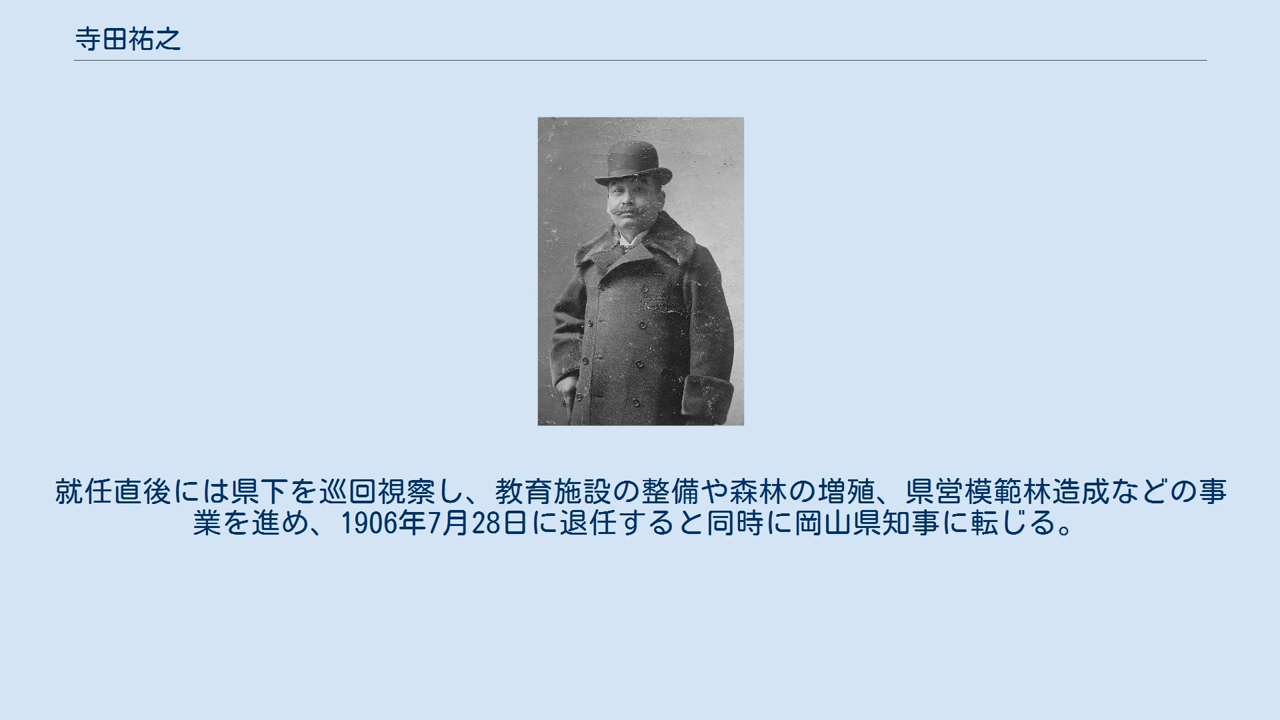 寺田祐之
就任直後には県下を巡回視察し、教育施設の整備や森林の増殖、県営模範林造成などの事
業を進め、1906年7月28日に退任すると同時に岡山県知事に転じる。